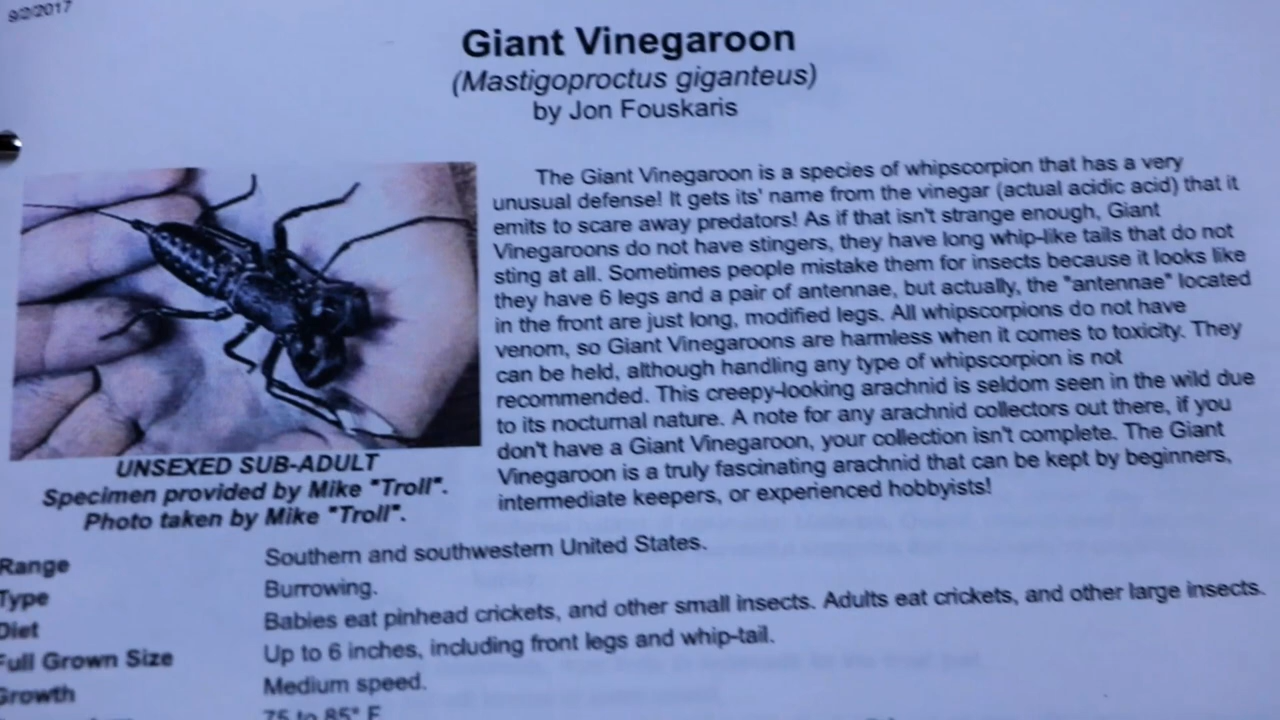 9/2/2017
Giant Vinegaroon
(Mastigoproctus giganteus)
by Jon Fouskaris
The Giant Vinegaroon is a species of whipscorpion that has a very
unusual defense! It gets its' name from the vinegar (actual acidic acid) that it
emits to scare away predators! As if that isn't strange enough, Giant
Vinegaroons do not have stingers, they have long whip-like tails that do not
sting at all. Sometimes people mistake them for insects because it looks like
they have 6 legs and a pair of antennae, but actually, the "antennae" located
in the front are just long, modified legs. All whipscorpions do not have
venom, so Giant Vinegaroons are harmless when it comes to toxicity. They
can be held, although handling any type of whipscorpion is not
recommended. This creepy-looking arachnid is seldom seen in the wild due
to its nocturnal nature. A note for any arachnid collectors out there, if you
don't have a Giant Vinegaroon, your collection isn't complete. The Giant
Vinegaroon is a truly fascinating arachnid that can be kept by beginners,
intermediate keepers, or experienced hobbyists!
UNSEXED SUB-ADULT
Specimen provided by Mike "Troll".
Photo taken by Mike "Troll".
Range Southern and southwestern United States.
Type Burrowing.
Diet Babies eat pinhead crickets, and other small insects. Adults eat crickets, and other large insects.
Full Grown Size Up to 6 inches, including front legs and whip-tail.
Growth Medium speed.
75 to 85° F